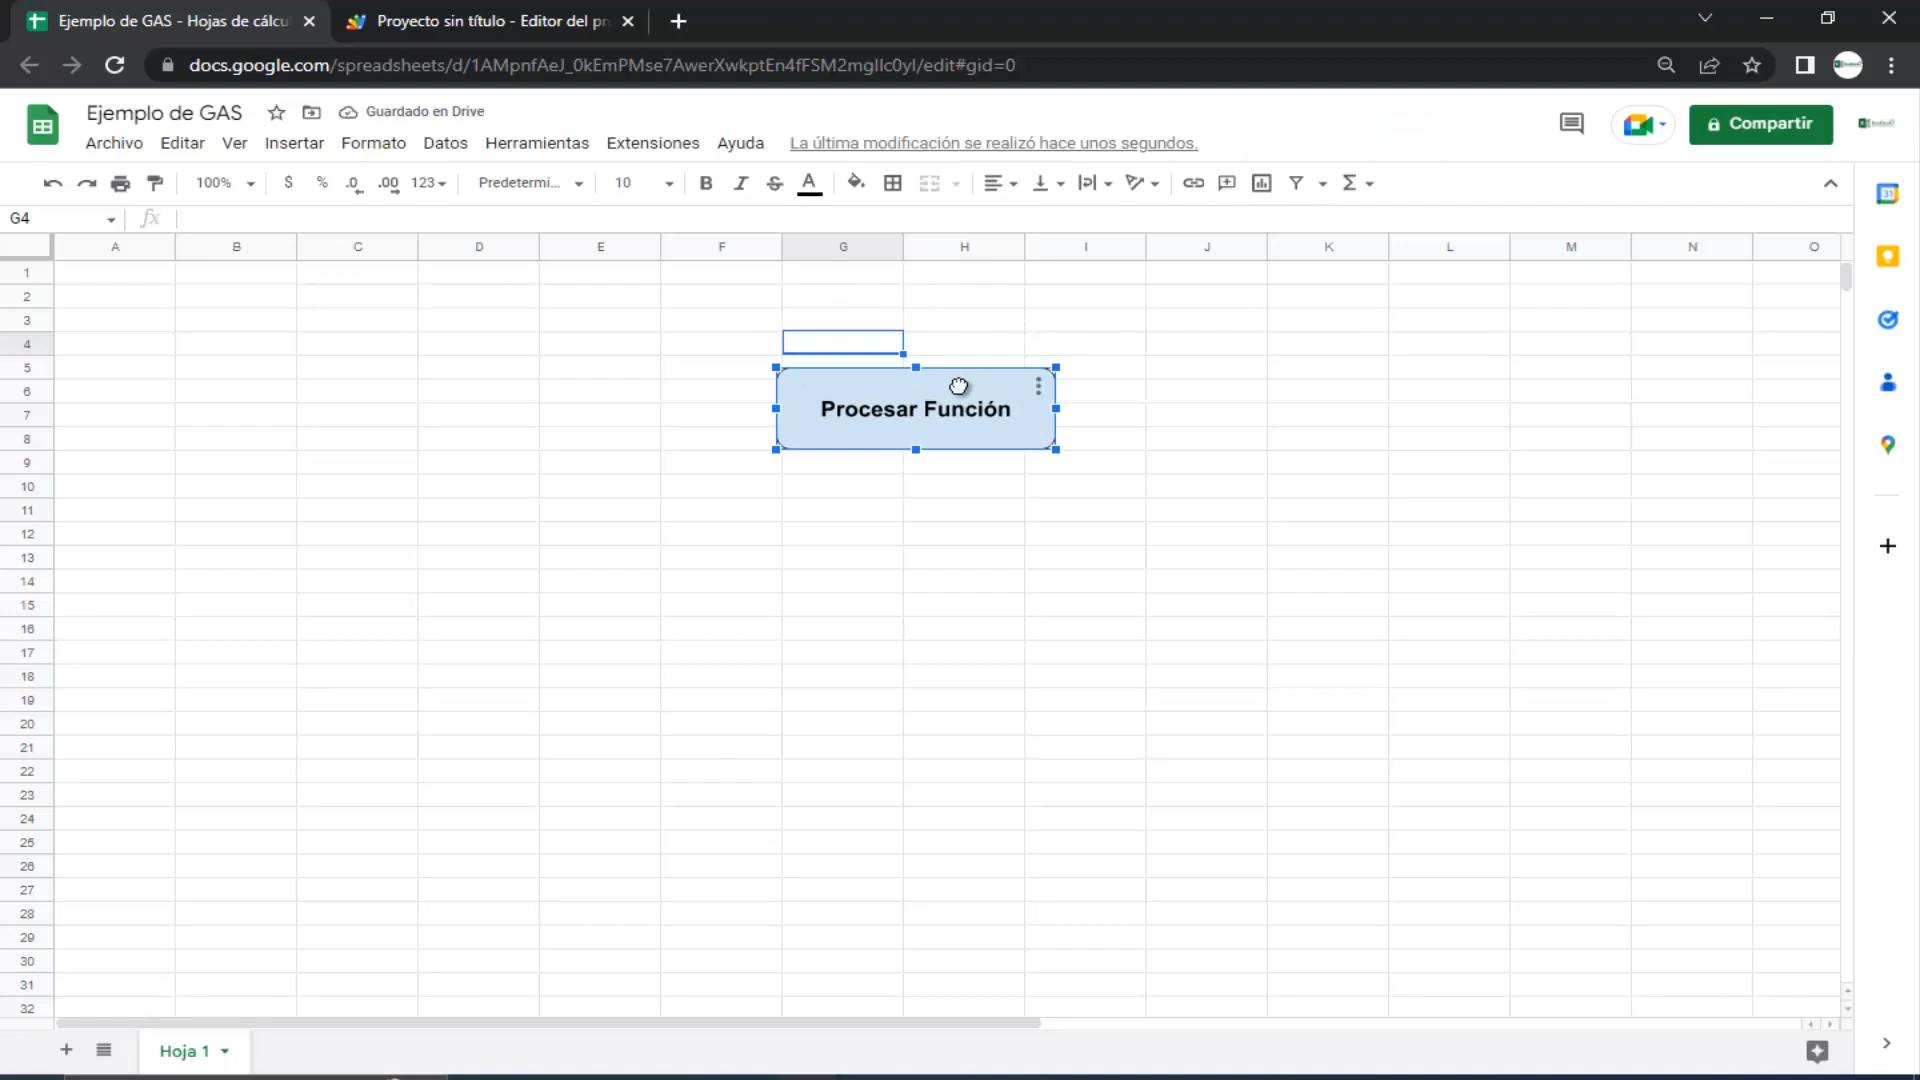 Ejemplo de GAS - Hojas de cálcu
Proyecto sin título - Editor del pr
docs.google.com/spreadsheets/d/1AMpnfAeJ_0kEmPMse7AwerXwkptEn4fFSM2mgIlc0yI/edit#gid=0
Ejemplo de GAS
Guardado en Drive
Archivo Editar Ver Insertar Formato Datos Herramientas Extensiones Ayuda La última modificación se realizó hace unos segundos.
Compartir
100% $ % .0 .00 123 Predetermi... 10 B I S A
31
G4 fx
A B C D E F G H I J K L M N O
1
2
3
4
5
6
7
8
9
10
11
12
13
14
15
16
17
18
19
20
21
22
23
24
25
26
27
28
29
30
31
32
Procesar Función
Hoja 1